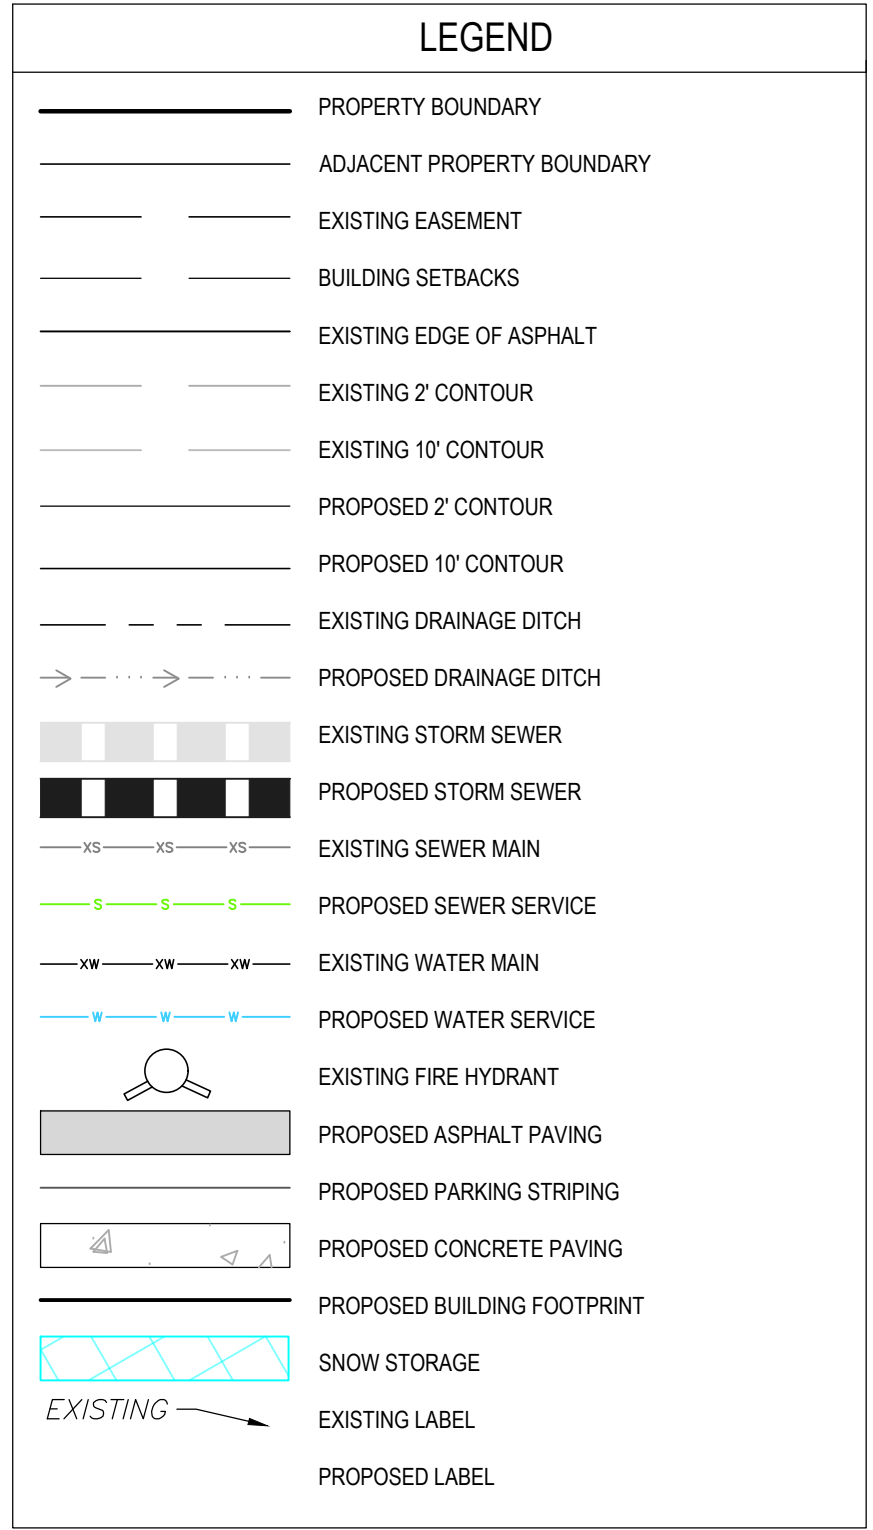 LEGEND
PROPERTY BOUNDARY
ADJACENT PROPERTY BOUNDARY
EXISTING EASEMENT
BUILDING SETBACKS
EXISTING EDGE OF ASPHALT
EXISTING 2' CONTOUR
EXISTING 10' CONTOUR
PROPOSED 2' CONTOUR
PROPOSED 10' CONTOUR
EXISTING DRAINAGE DITCH
PROPOSED DRAINAGE DITCH
EXISTING STORM SEWER
PROPOSED STORM SEWER
XS XS XS EXISTING SEWER MAIN
S S S PROPOSED SEWER SERVICE
XW XW XW EXISTING WATER MAIN
W W W PROPOSED WATER SERVICE
EXISTING FIRE HYDRANT
PROPOSED ASPHALT PAVING
PROPOSED PARKING STRIPING
PROPOSED CONCRETE PAVING
PROPOSED BUILDING FOOTPRINT
SNOW STORAGE
EXISTING EXISTING LABEL
PROPOSED LABEL